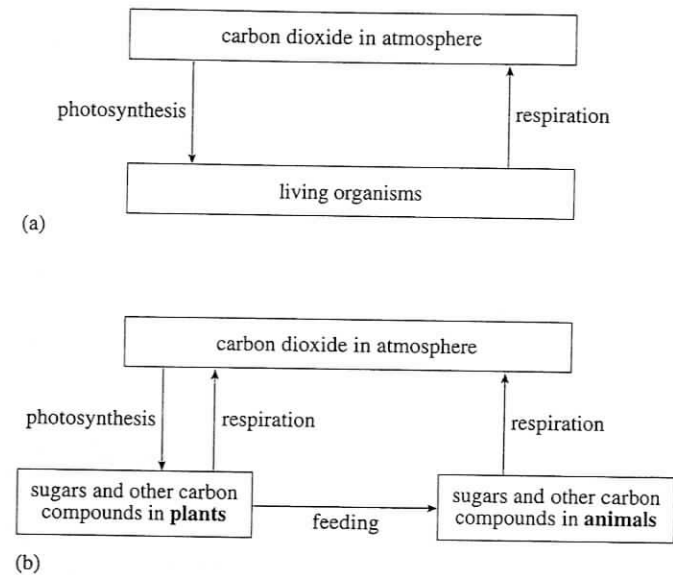 carbon dioxide in atmosphere
photosynthesis
respiration
living organisms
(a)
carbon dioxide in atmosphere
photosynthesis
respiration
respiration
sugars and other carbon
compounds in plants
feeding
sugars and other carbon
compounds in animals
(b)